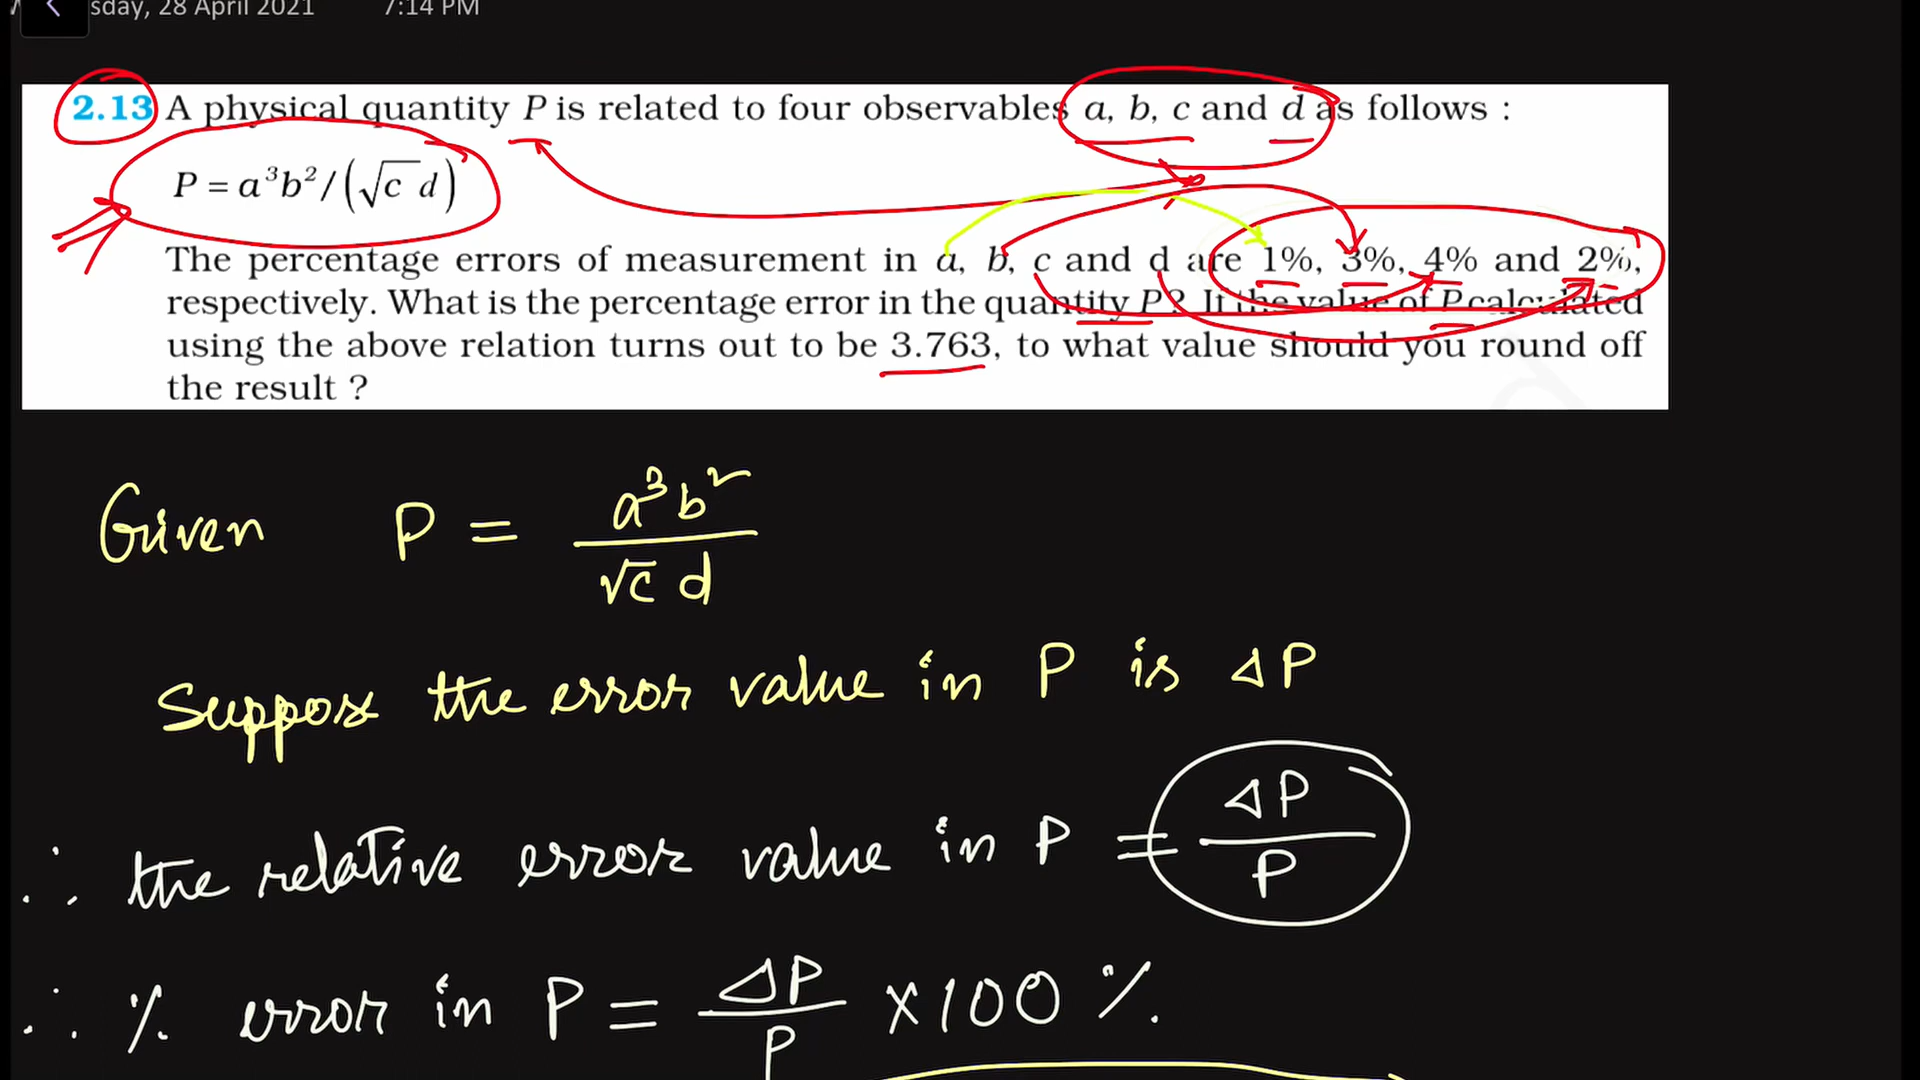 sday, 28 April 2021 7:14 PM
2.13 A physical quantity P is related to four observables a, b, c and d as follows :
P = a³b²/(√c d)
The percentage errors of measurement in a, b, c and d are 1%, 3%, 4% and 2%,
respectively. What is the percentage error in the quantity P? If the value of P calculated
using the above relation turns out to be 3.763, to what value should you round off
the result ?
Given P = a³b² / √c d
Suppose the error value in P is ΔP
∴ the relative error value in P = ΔP / P
∴ % error in P = ΔP / P ×100 %.